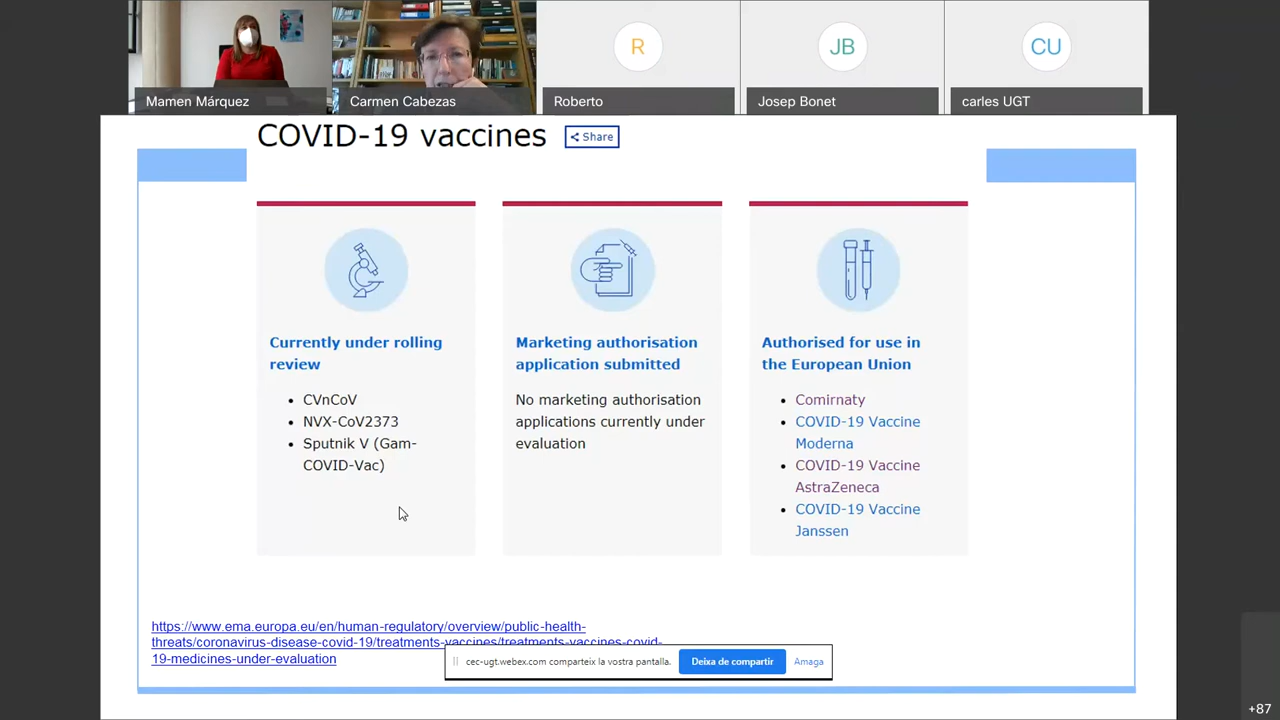 R
JB
CU
Mamen Márquez
Carmen Cabezas
Roberto
Josep Bonet
carles UGT
COVID-19 vaccines
Share
Currently under rolling
review
• CVnCoV
• NVX-CoV2373
• Sputnik V (Gam-
COVID-Vac)
Marketing authorisation
application submitted
No marketing authorisation
applications currently under
evaluation
Authorised for use in
the European Union
• Comirnaty
• COVID-19 Vaccine
Moderna
• COVID-19 Vaccine
AstraZeneca
• COVID-19 Vaccine
Janssen
https://www.ema.europa.eu/en/human-regulatory/overview/public-health-
threats/coronavirus-disease-covid-19/treatments-vaccines/treatments-vaccines-covid-
19-medicines-under-evaluation
cec-ugt.webex.com comparteix la vostra pantalla.
Deixa de compartir
Amaga
+87